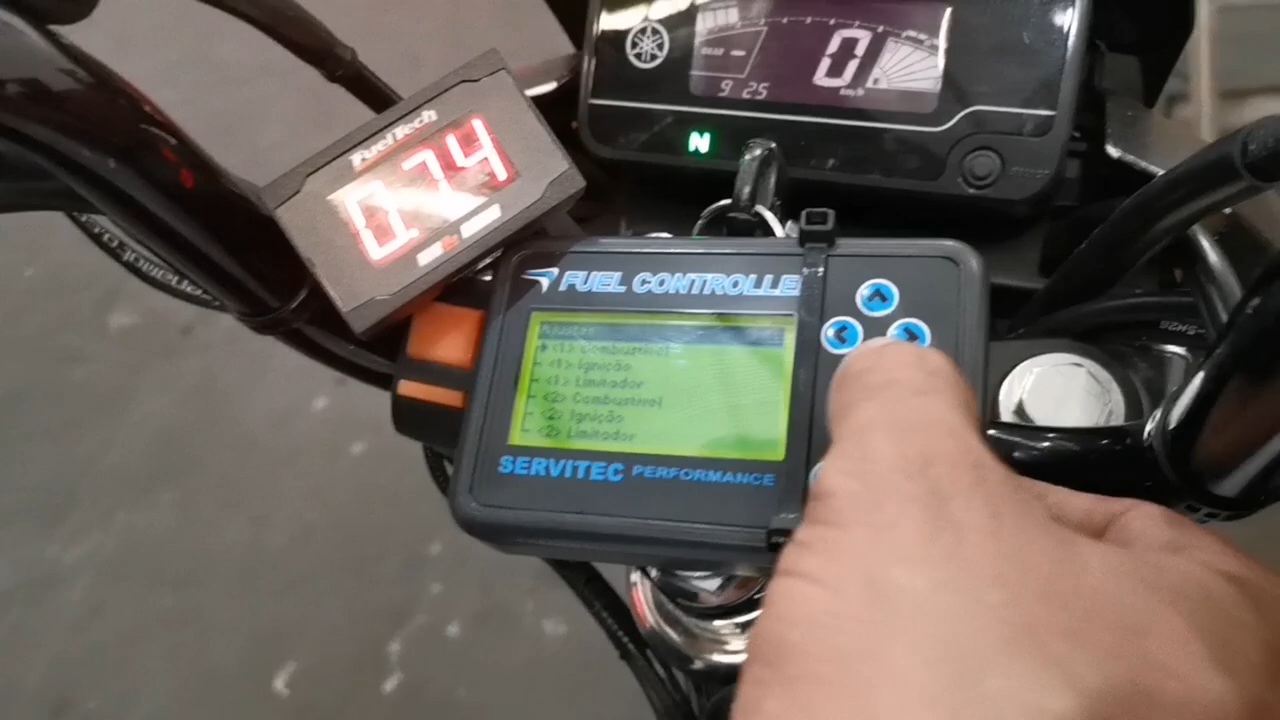 FuelTech
0.74
0
km/h
9 25
N
FUEL CONTROLLE
Ajustes
<1> Combustível
<1> Ignição
<1> Limitador
<2> Combustível
<2> Ignição
<2> Limitador
SERVITEC PERFORMANCE